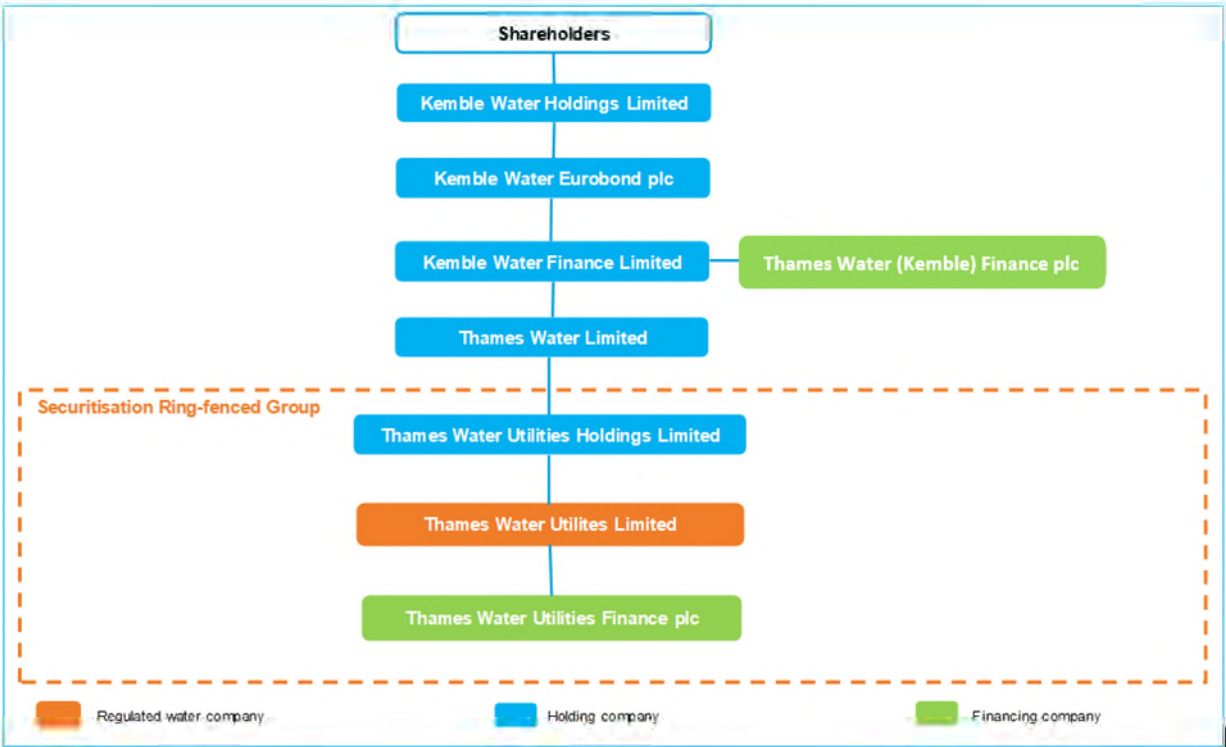 Shareholders
Kemble Water Holdings Limited
Kemble Water Eurobond plc
Kemble Water Finance Limited
Thames Water (Kemble) Finance plc
Thames Water Limited
Securitisation Ring-fenced Group
Thames Water Utilities Holdings Limited
Thames Water Utilites Limited
Thames Water Utilities Finance plc
Regulated water company
Holding company
Financing company